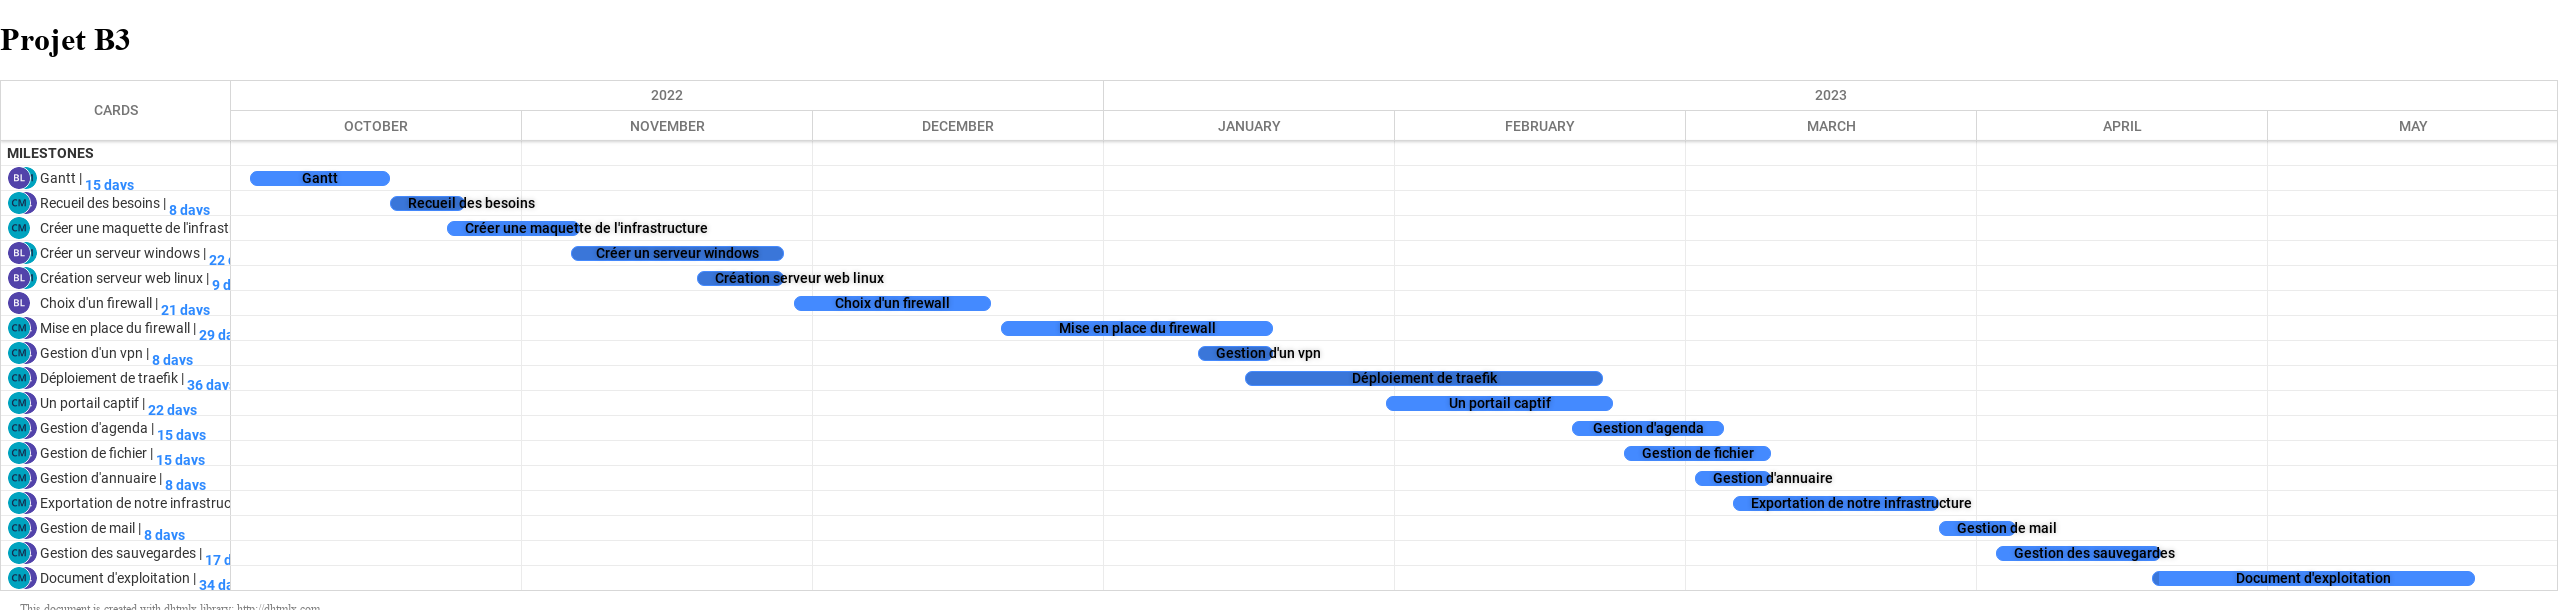 Projet B3
CARDS
2022
2023
OCTOBER
NOVEMBER
DECEMBER
JANUARY
FEBRUARY
MARCH
APRIL
MAY
MILESTONES
BL Gantt | 15 days
Gantt
CM Recueil des besoins | 8 days
Recueil des besoins
CM Créer une maquette de l'infrast
Créer une maquette de l'infrastructure
BL Créer un serveur windows | 22 d
Créer un serveur windows
BL Création serveur web linux | 9 d
Création serveur web linux
BL Choix d'un firewall | 21 days
Choix d'un firewall
CM Mise en place du firewall | 29 da
Mise en place du firewall
CM Gestion d'un vpn | 8 days
Gestion d'un vpn
CM Déploiement de traefik | 36 days
Déploiement de traefik
CM Un portail captif | 22 days
Un portail captif
CM Gestion d'agenda | 15 days
Gestion d'agenda
CM Gestion de fichier | 15 days
Gestion de fichier
CM Gestion d'annuaire | 8 days
Gestion d'annuaire
CM Exportation de notre infrastruc
Exportation de notre infrastructure
CM Gestion de mail | 8 days
Gestion de mail
CM Gestion des sauvegardes | 17 d
Gestion des sauvegardes
CM Document d'exploitation | 34 da
Document d'exploitation
This document is created with dhtmlx library: http://dhtmlx.com